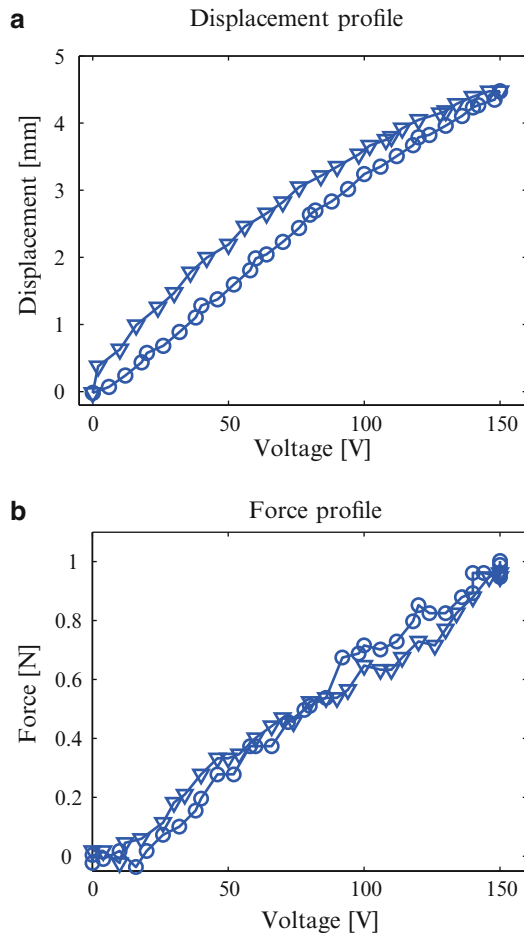 a
Displacement profile
Displacement [mm]
5
4
3
2
1
0
0 50 100 150
Voltage [V]
b
Force profile
Force [N]
1
0.8
0.6
0.4
0.2
0
0 50 100 150
Voltage [V]